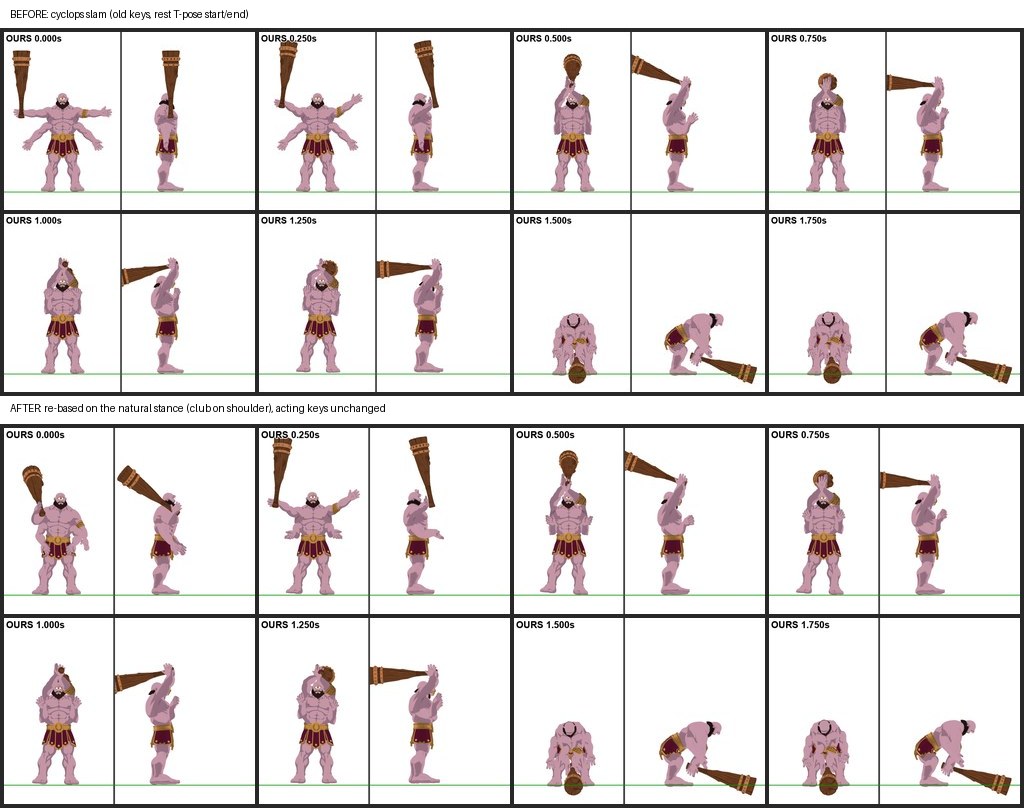 BEFORE: cyclops slam (old keys, rest T-pose start/end)
OURS 0.000s
OURS 0.250s
OURS 0.500s
OURS 0.750s
OURS 1.000s
OURS 1.250s
OURS 1.500s
OURS 1.750s
AFTER: re-based on the natural stance (club on shoulder), acting keys unchanged
OURS 0.000s
OURS 0.250s
OURS 0.500s
OURS 0.750s
OURS 1.000s
OURS 1.250s
OURS 1.500s
OURS 1.750s